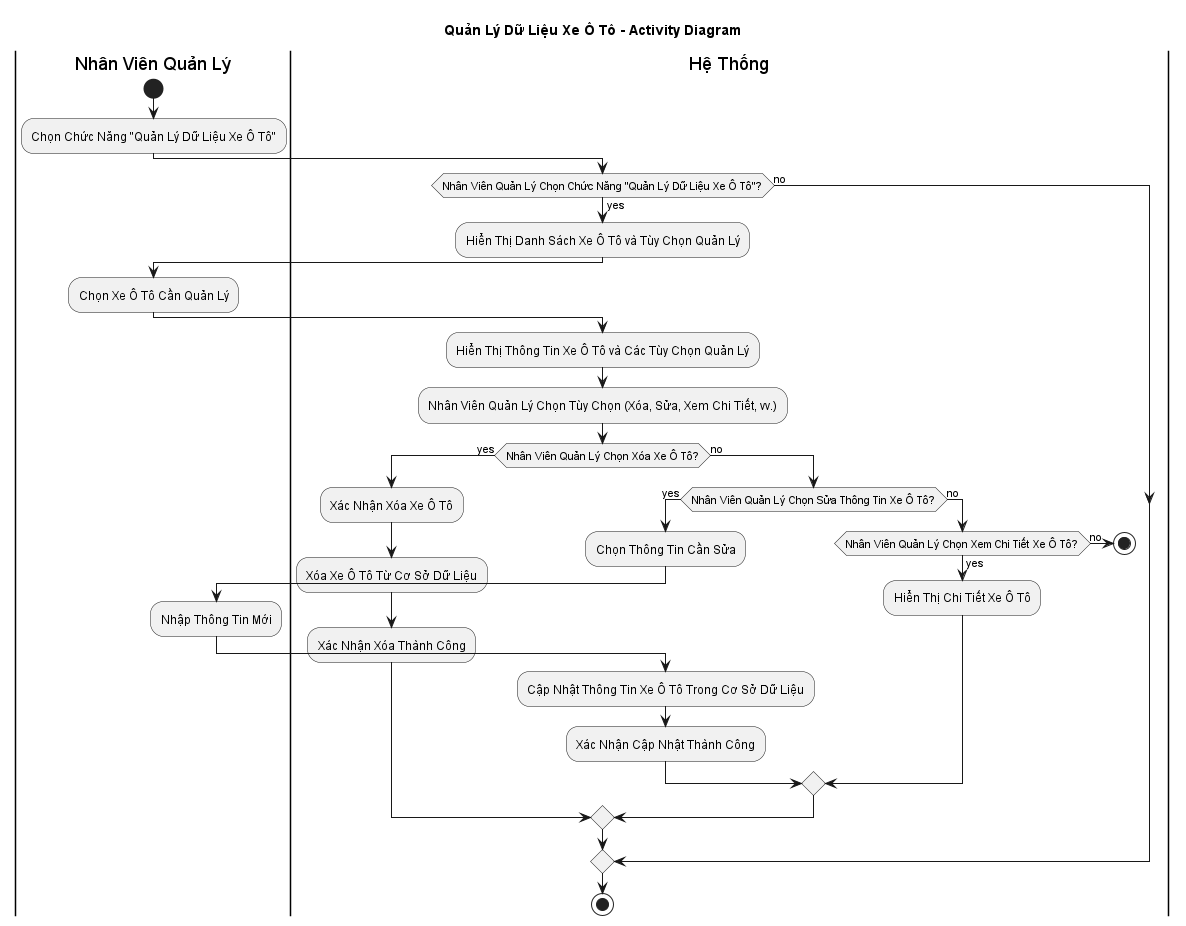 Quản Lý Dữ Liệu Xe Ô Tô - Activity Diagram
Nhân Viên Quản Lý
Hệ Thống
Chọn Chức Năng "Quản Lý Dữ Liệu Xe Ô Tô"
Nhân Viên Quản Lý Chọn Chức Năng "Quản Lý Dữ Liệu Xe Ô Tô"?
no
yes
Hiển Thị Danh Sách Xe Ô Tô và Tùy Chọn Quản Lý
Chọn Xe Ô Tô Cần Quản Lý
Hiển Thị Thông Tin Xe Ô Tô và Các Tùy Chọn Quản Lý
Nhân Viên Quản Lý Chọn Tùy Chọn (Xóa, Sửa, Xem Chi Tiết, vv.)
yes
Nhân Viên Quản Lý Chọn Xóa Xe Ô Tô?
no
Xác Nhận Xóa Xe Ô Tô
yes
Nhân Viên Quản Lý Chọn Sửa Thông Tin Xe Ô Tô?
no
Chọn Thông Tin Cần Sửa
Nhân Viên Quản Lý Chọn Xem Chi Tiết Xe Ô Tô?
no
yes
Xóa Xe Ô Tô Từ Cơ Sở Dữ Liệu
Hiển Thị Chi Tiết Xe Ô Tô
Nhập Thông Tin Mới
Xác Nhận Xóa Thành Công
Cập Nhật Thông Tin Xe Ô Tô Trong Cơ Sở Dữ Liệu
Xác Nhận Cập Nhật Thành Công